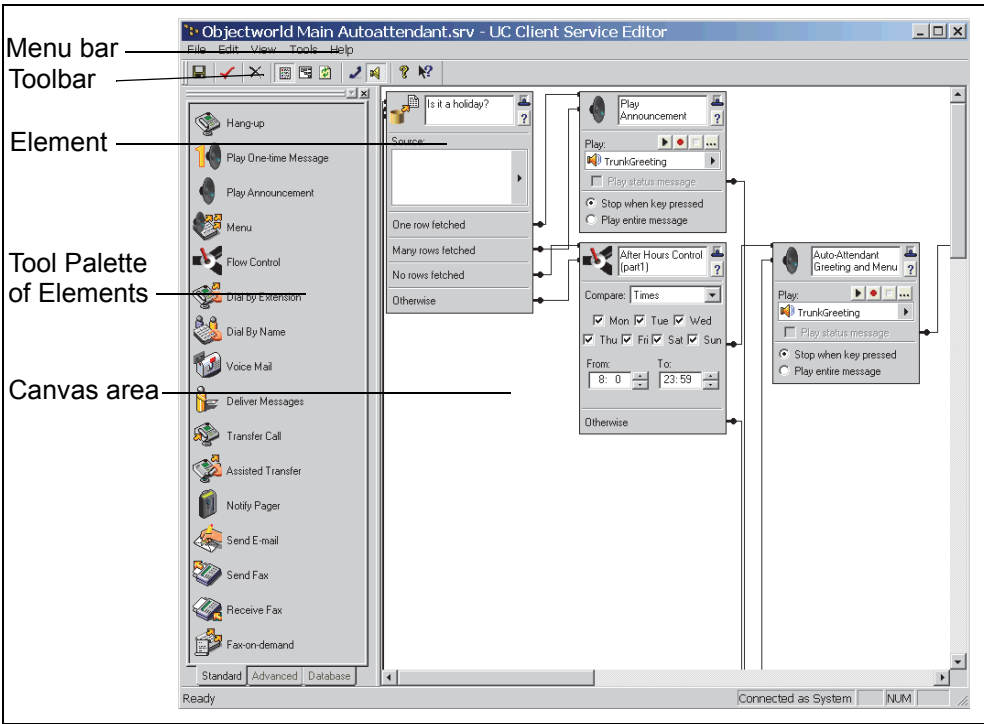 Menu bar
Toolbar
Element
Tool Palette
of Elements
Canvas area
Objectworld Main Autoattendant.srv - UC Client Service Editor
File Edit View Tools Help
Hang-up
Play One-time Message
Play Announcement
Menu
Flow Control
Dial by Extension
Dial By Name
Voice Mail
Deliver Messages
Transfer Call
Assisted Transfer
Notify Pager
Send E-mail
Send Fax
Receive Fax
Fax-on-demand
Standard Advanced Database
Is it a holiday?
Source:
One row fetched
Many rows fetched
No rows fetched
Otherwise
Play
Announcement
Play:
TrunkGreeting
Play status message
Stop when key pressed
Play entire message
After Hours Control
(part1)
Compare: Times
Mon Tue Wed
Thu Fri Sat Sun
From: To:
8: 0 23:59
Otherwise
Auto-Attendant
Greeting and Menu
Play:
TrunkGreeting
Play status message
Stop when key pressed
Play entire message
Ready
Connected as System NUM